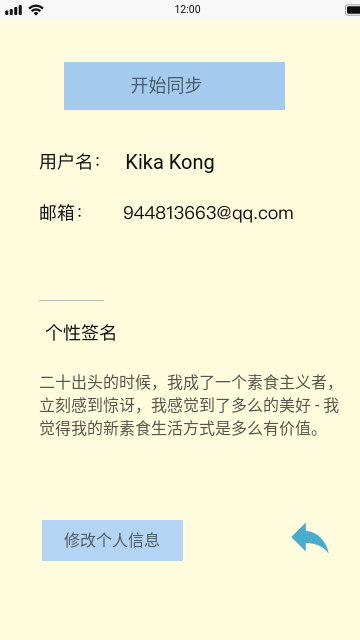 12:00
开始同步
用户名： Kika Kong
邮箱： 944813663@qq.com
个性签名
二十出头的时候，我成了一个素食主义者，
立刻感到惊讶，我感觉到了多么的美好 - 我
觉得我的新素食生活方式是多么有价值。
修改个人信息